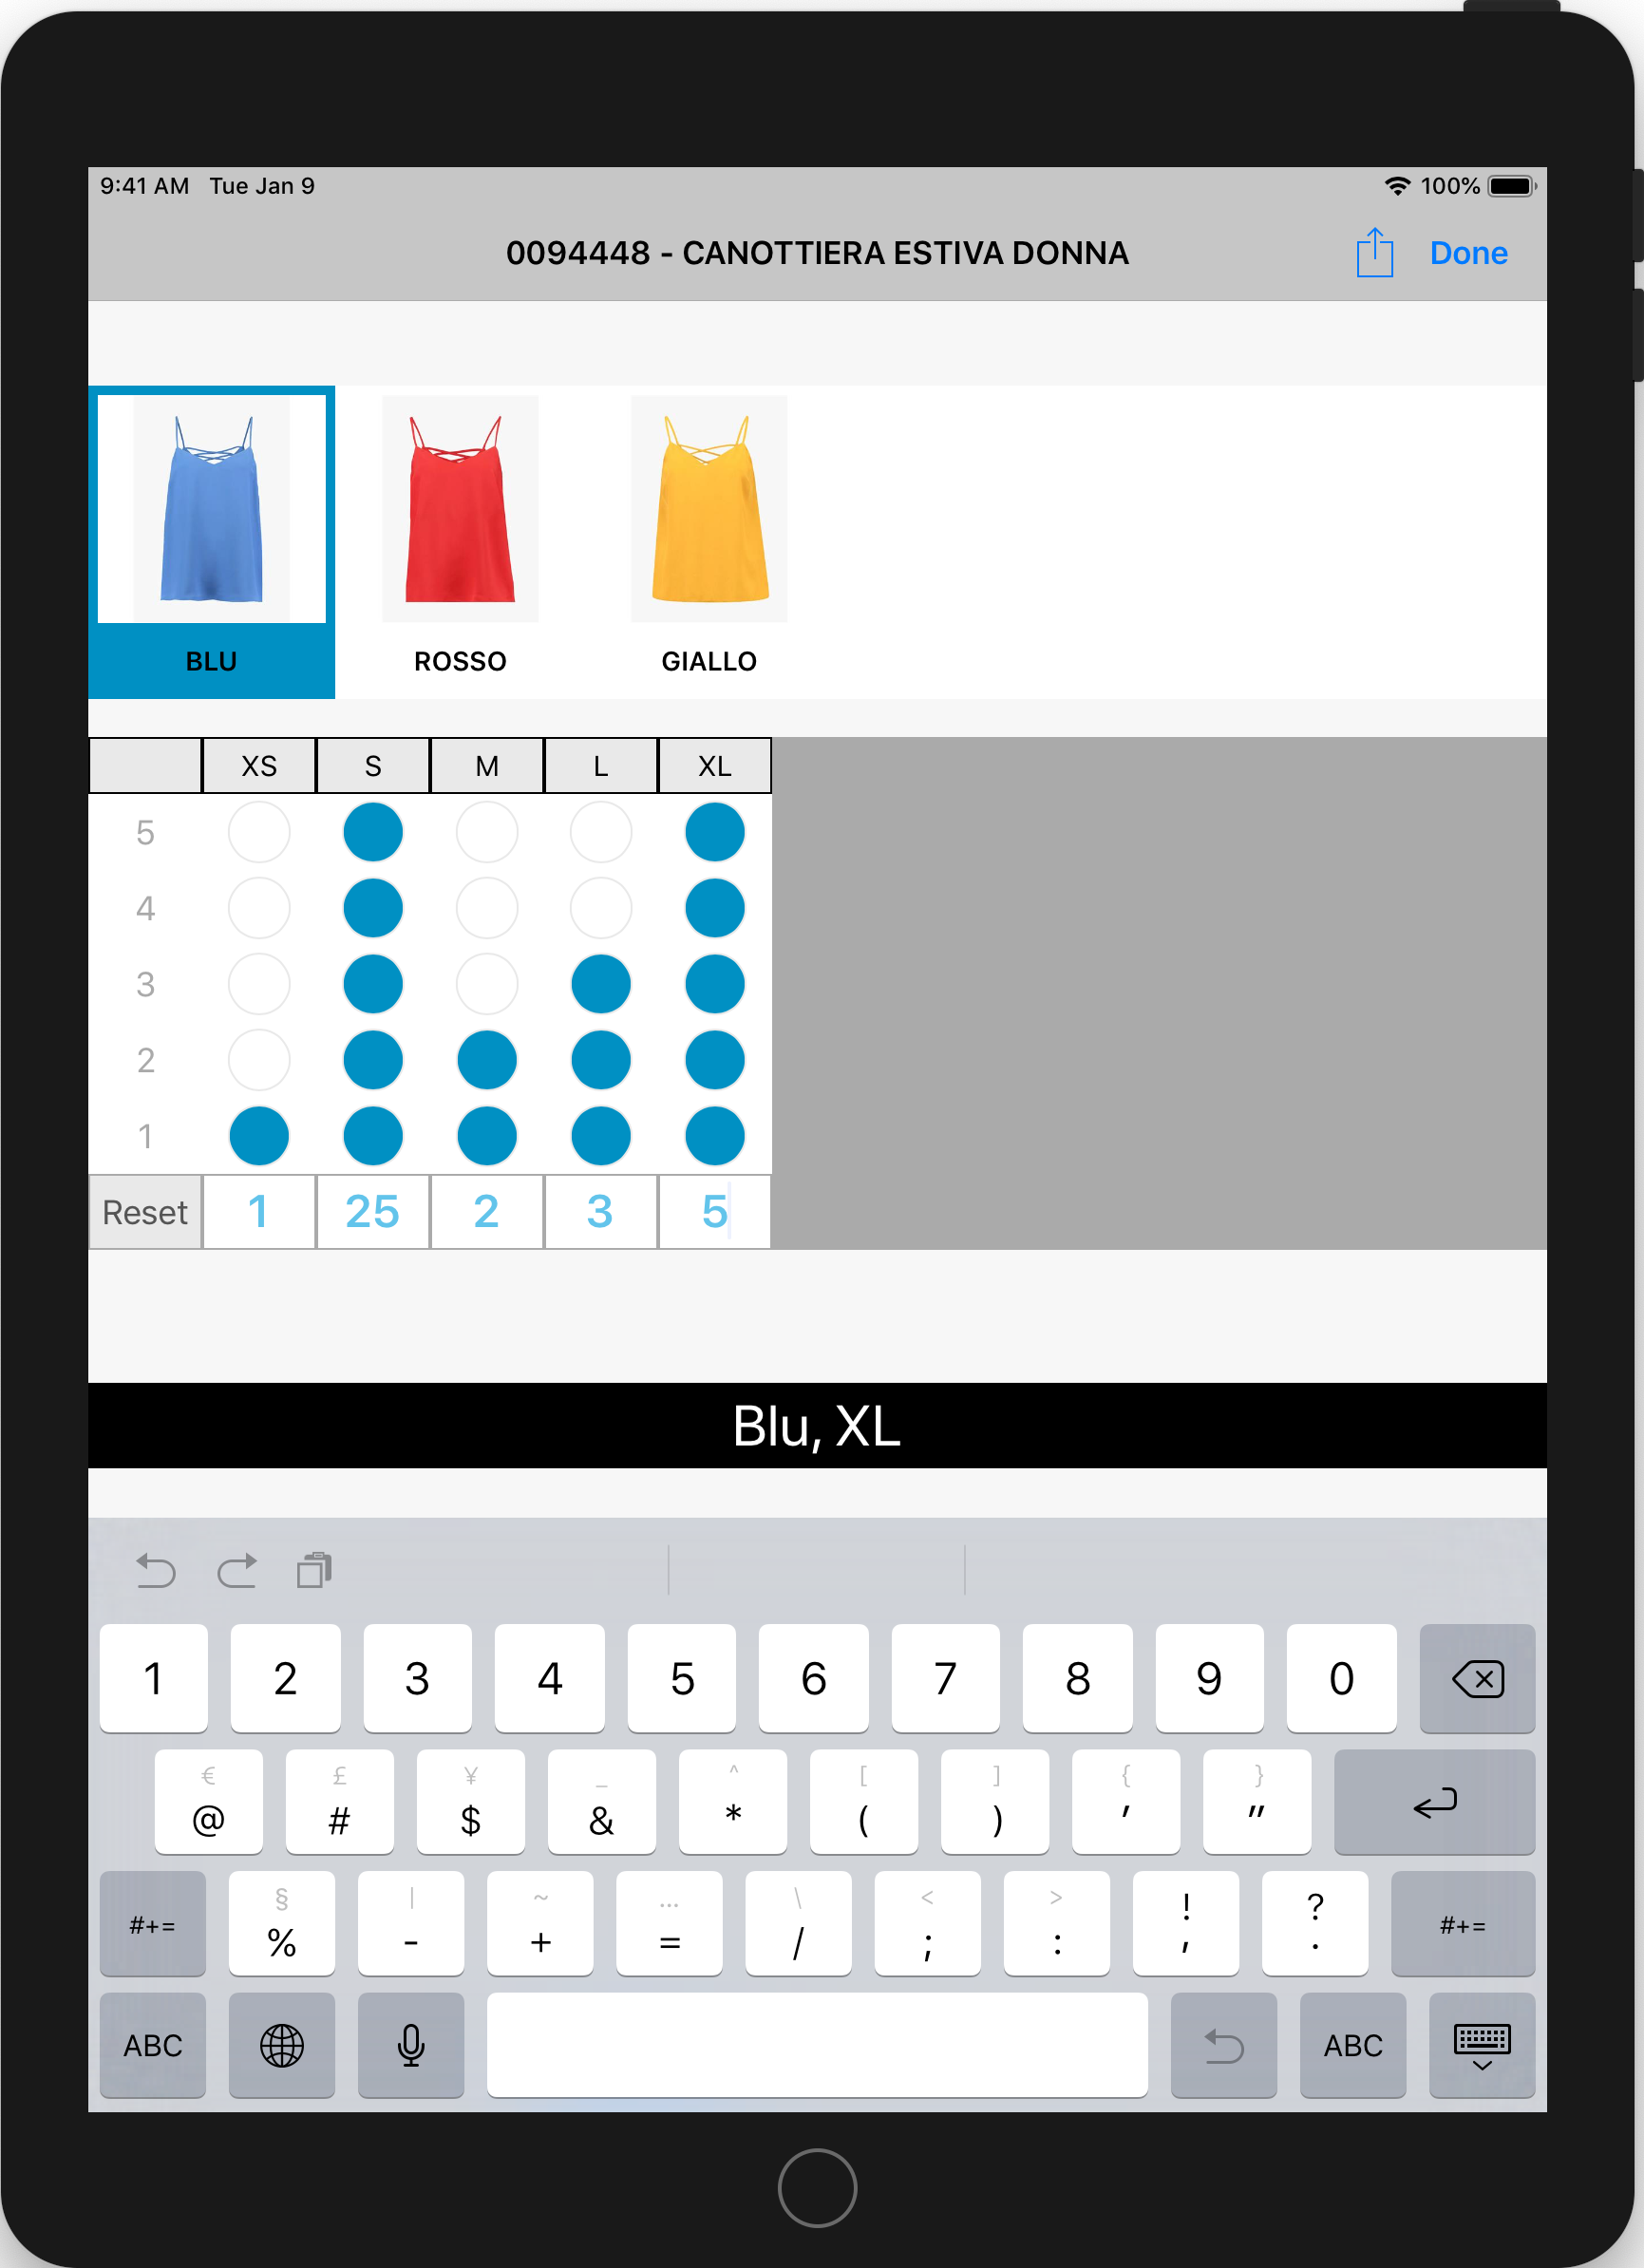 9:41 AM Tue Jan 9 100%
0094448 - CANOTTIERA ESTIVA DONNA Done
BLU ROSSO GIALLO
XS S M L XL
5
4
3
2
1
Reset 1 25 2 3 5
Blu, XL
1 2 3 4 5 6 7 8 9 0
€ £ ¥ _ ^ [ ] { }
@ # $ & * ( ) ' "
§ | ~ … \ < > ! ?
#+= % - + = / ; : , . #+=
ABC ABC